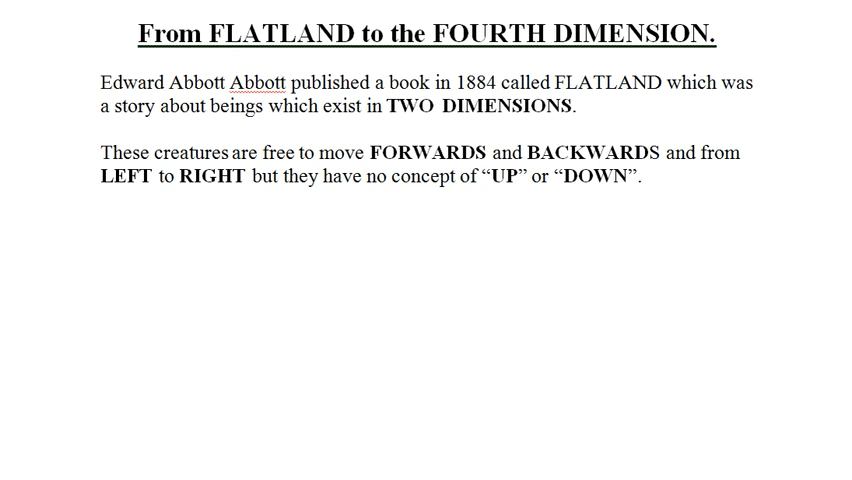 From FLATLAND to the FOURTH DIMENSION.
Edward Abbott Abbott published a book in 1884 called FLATLAND which was
a story about beings which exist in TWO DIMENSIONS.
These creatures are free to move FORWARDS and BACKWARDS and from
LEFT to RIGHT but they have no concept of “UP” or “DOWN”.